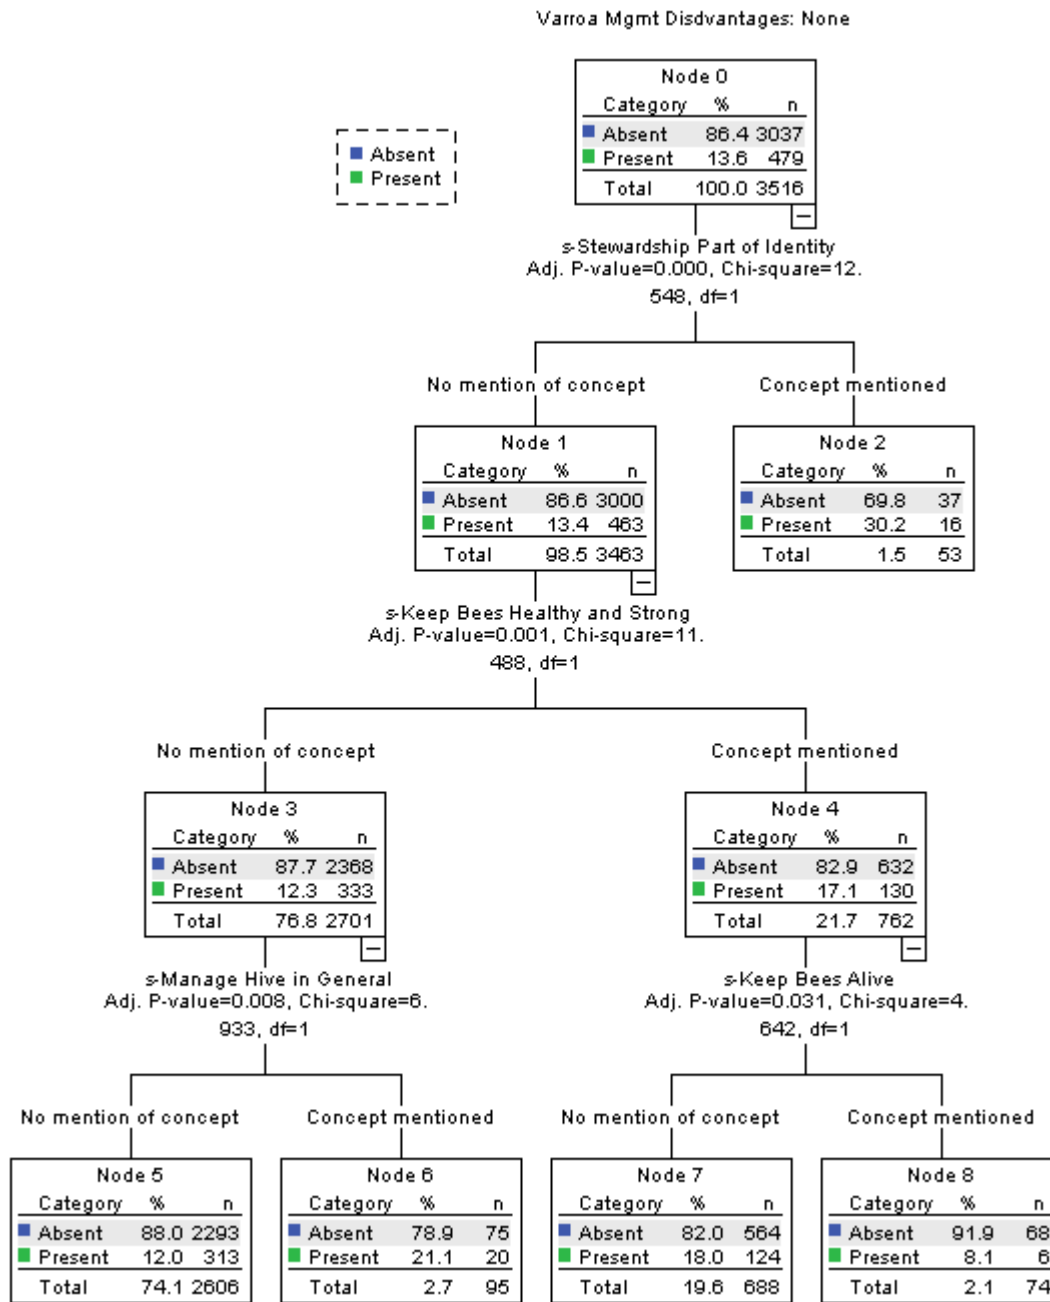 Varroa Mgmt Disdvantages: None
Node 0
Category % n
Absent 86.4 3037
Present 13.6 479
Total 100.0 3516
Absent
Present
s-Stewardship Part of Identity
Adj. P-value=0.000, Chi-square=12.
548, df=1
No mention of concept
Concept mentioned
Node 1
Category % n
Absent 86.6 3000
Present 13.4 463
Total 98.5 3463
Node 2
Category % n
Absent 69.8 37
Present 30.2 16
Total 1.5 53
s-Keep Bees Healthy and Strong
Adj. P-value=0.001, Chi-square=11.
488, df=1
No mention of concept
Concept mentioned
Node 3
Category % n
Absent 87.7 2368
Present 12.3 333
Total 76.8 2701
Node 4
Category % n
Absent 82.9 632
Present 17.1 130
Total 21.7 762
s-Manage Hive in General
Adj. P-value=0.008, Chi-square=6.
933, df=1
s-Keep Bees Alive
Adj. P-value=0.031, Chi-square=4.
642, df=1
No mention of concept
Concept mentioned
No mention of concept
Concept mentioned
Node 5
Category % n
Absent 88.0 2293
Present 12.0 313
Total 74.1 2606
Node 6
Category % n
Absent 78.9 75
Present 21.1 20
Total 2.7 95
Node 7
Category % n
Absent 82.0 564
Present 18.0 124
Total 19.6 688
Node 8
Category % n
Absent 91.9 68
Present 8.1 6
Total 2.1 74